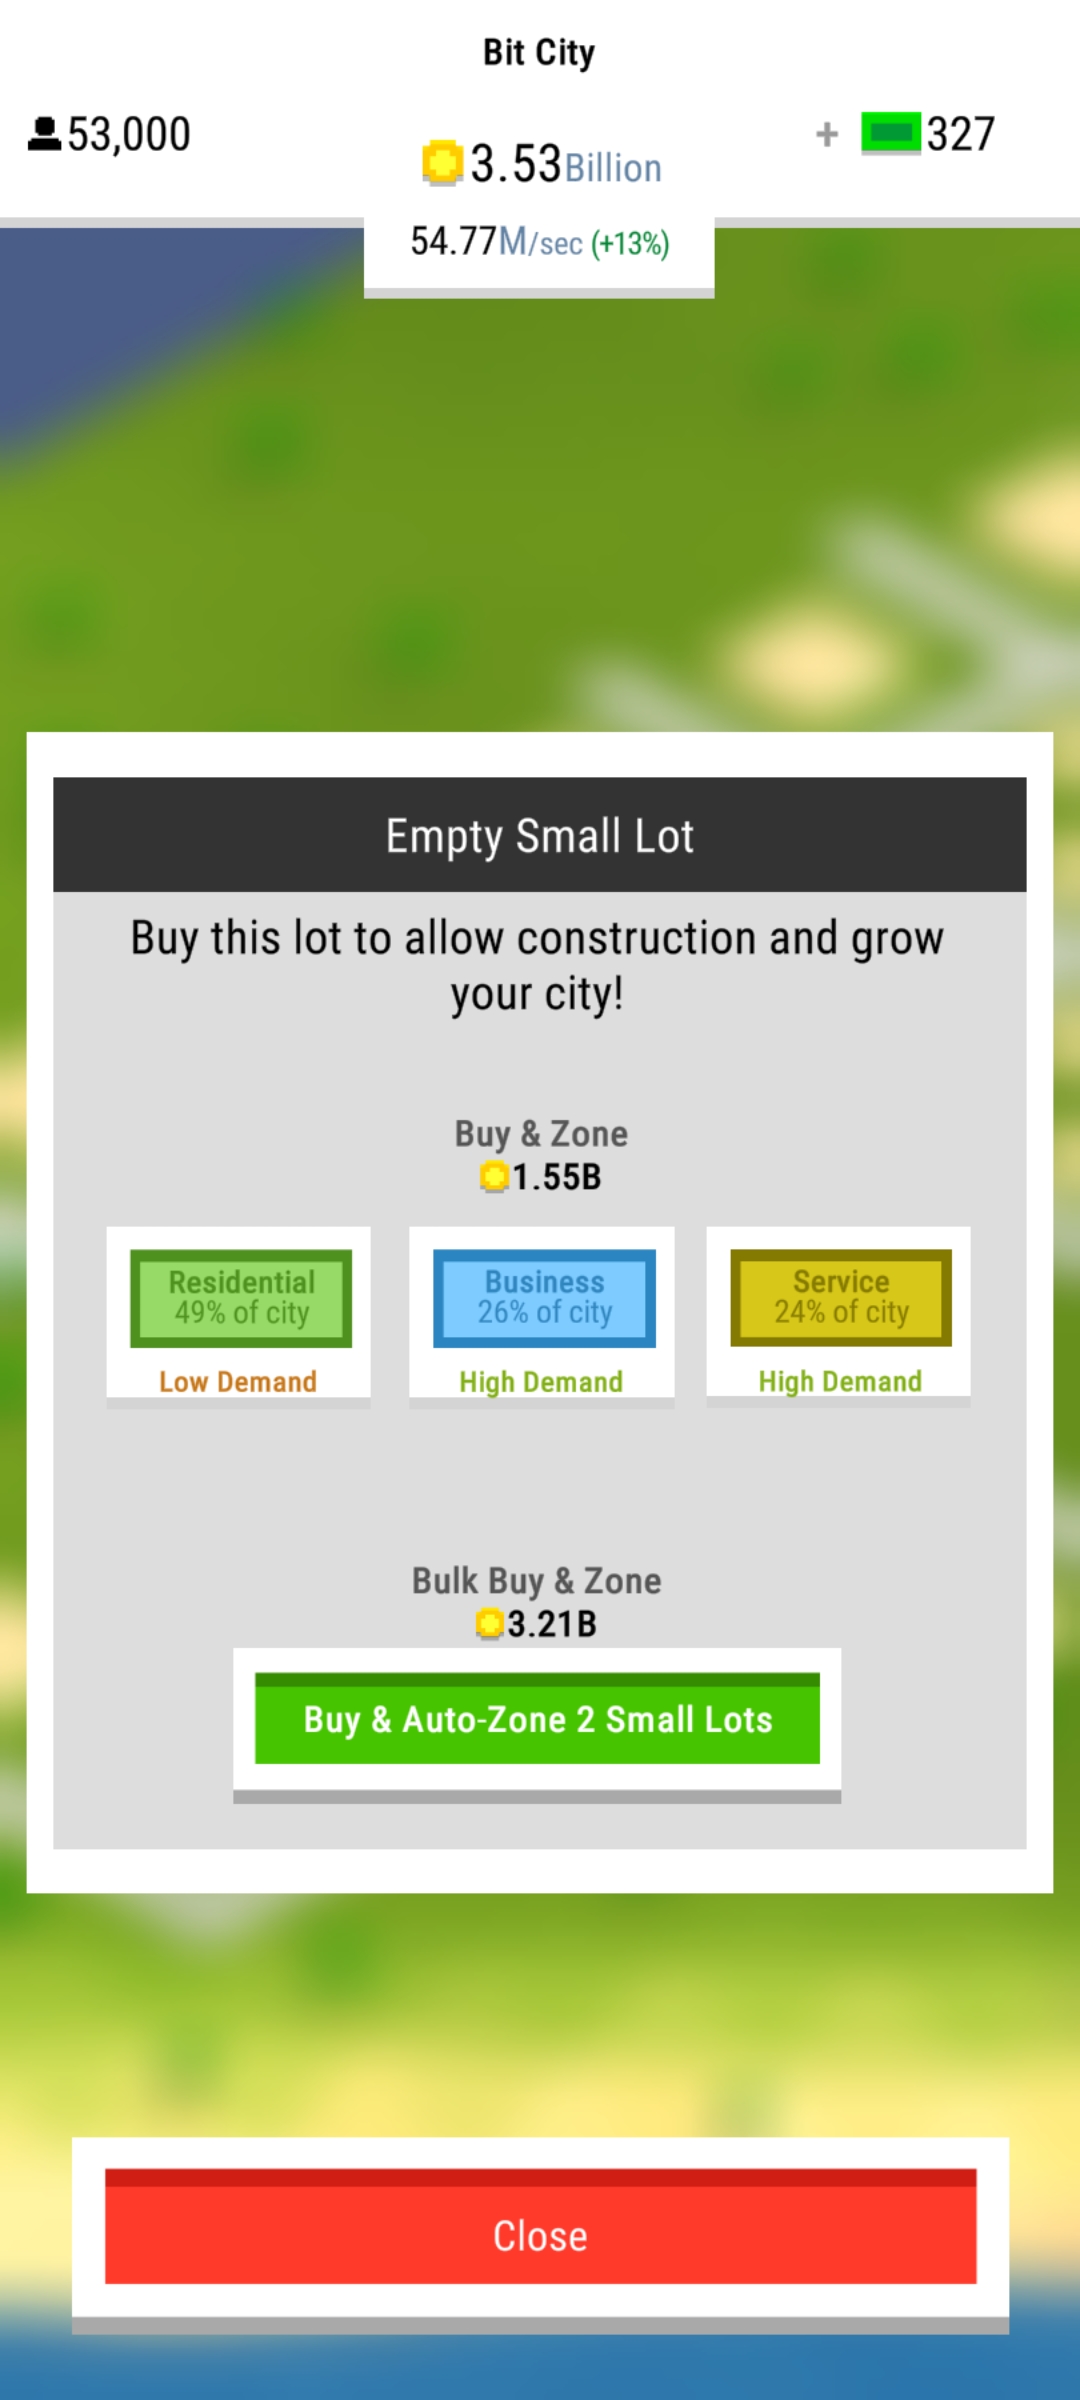 Bit City
53,000
3.53Billion
+ 327
54.77M/sec (+13%)
Empty Small Lot
Buy this lot to allow construction and grow
your city!
Buy & Zone
1.55B
Residential
49% of city
Low Demand
Business
26% of city
High Demand
Service
24% of city
High Demand
Bulk Buy & Zone
3.21B
Buy & Auto-Zone 2 Small Lots
Close